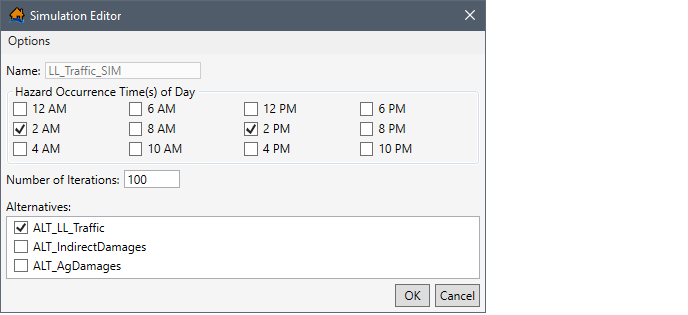 Simulation Editor
Options
Name: LL_Traffic_SIM
Hazard Occurrence Time(s) of Day
12 AM 6 AM 12 PM 6 PM
2 AM 8 AM 2 PM 8 PM
4 AM 10 AM 4 PM 10 PM
Number of Iterations: 100
Alternatives:
ALT_LL_Traffic
ALT_IndirectDamages
ALT_AgDamages
OK Cancel